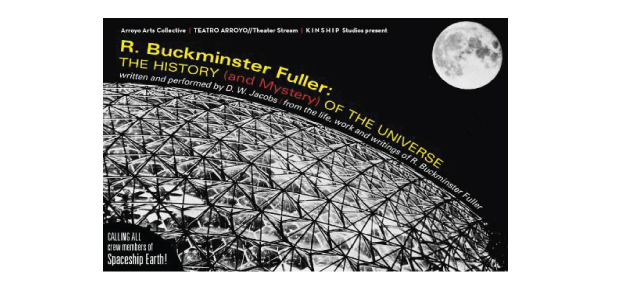 Arroyo Arts Collective | TEATRO ARROYO//Theater Stream | KINSHIP Studios present
R. Buckminster Fuller:
THE HISTORY (and Mystery) OF THE UNIVERSE
written and performed by D. W. Jacobs / from the life, work and writings of R. Buckminster Fuller
CALLING ALL
crew members of
Spaceship Earth!